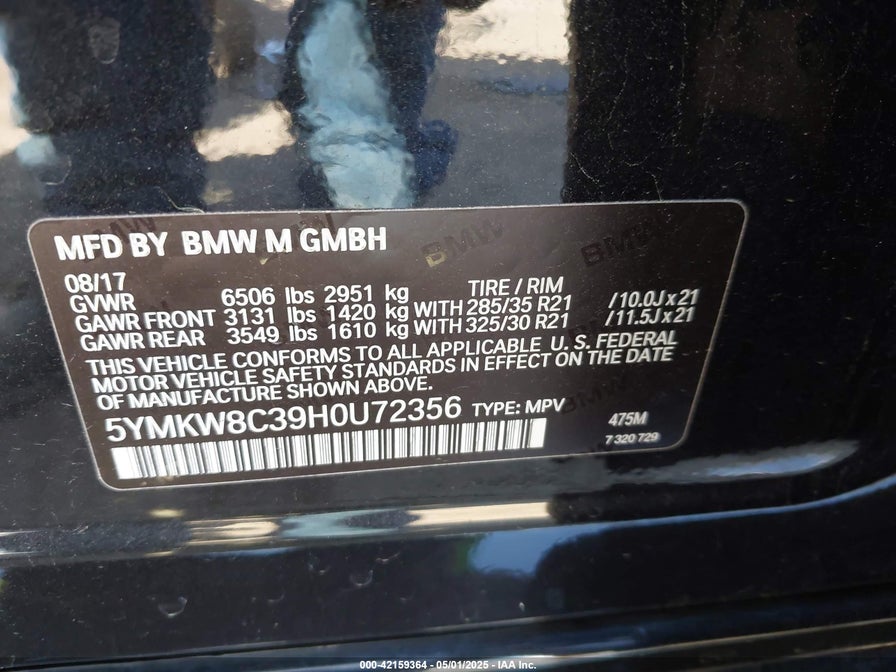 MFD BY BMW M GMBH
08/17 TIRE / RIM
GVWR 6506 lbs 2951 kg
GAWR FRONT 3131 lbs 1420 kg WITH 285/35 R21 /10.0J x 21
GAWR REAR 3549 lbs 1610 kg WITH 325/30 R21 /11.5J x 21
THIS VEHICLE CONFORMS TO ALL APPLICABLE U.S. FEDERAL
MOTOR VEHICLE SAFETY STANDARDS IN EFFECT ON THE DATE
OF MANUFACTURE SHOWN ABOVE.
5YMKW8C39H0U72356 TYPE: MPV 475M
7 320 729
000-42159364 - 05/01/2025 - IAA Inc.